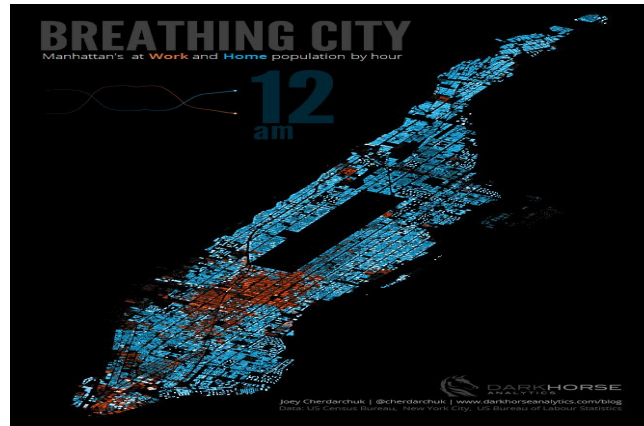 BREATHING CITY
Manhattan's at Work and Home population by hour
12
am
DARKHORSE
ANALYTICS
Joey Cherdarchuk | @cherdarchuk | www.darkhorseanalytics.com/blog
Data: US Census Bureau, New York City, US Bureau of Labour Statistics